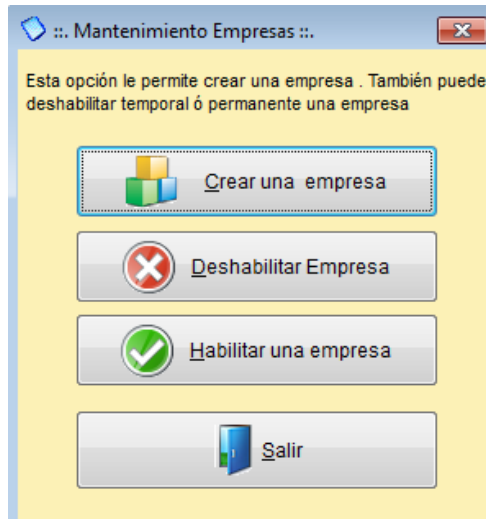 ::. Mantenimiento Empresas ::.
Esta opción le permite crear una empresa . También puede
deshabilitar temporal ó permanente una empresa
Crear una empresa
Deshabilitar Empresa
Habilitar una empresa
Salir